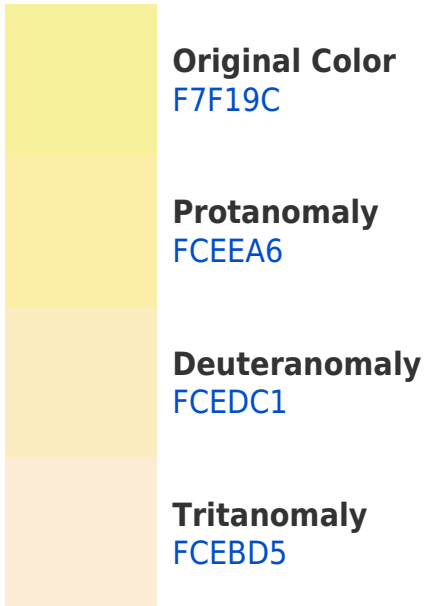 Original Color
F7F19C
Protanomaly
FCEEA6
Deuteranomaly
FCEDC1
Tritanomaly
FCEBD5